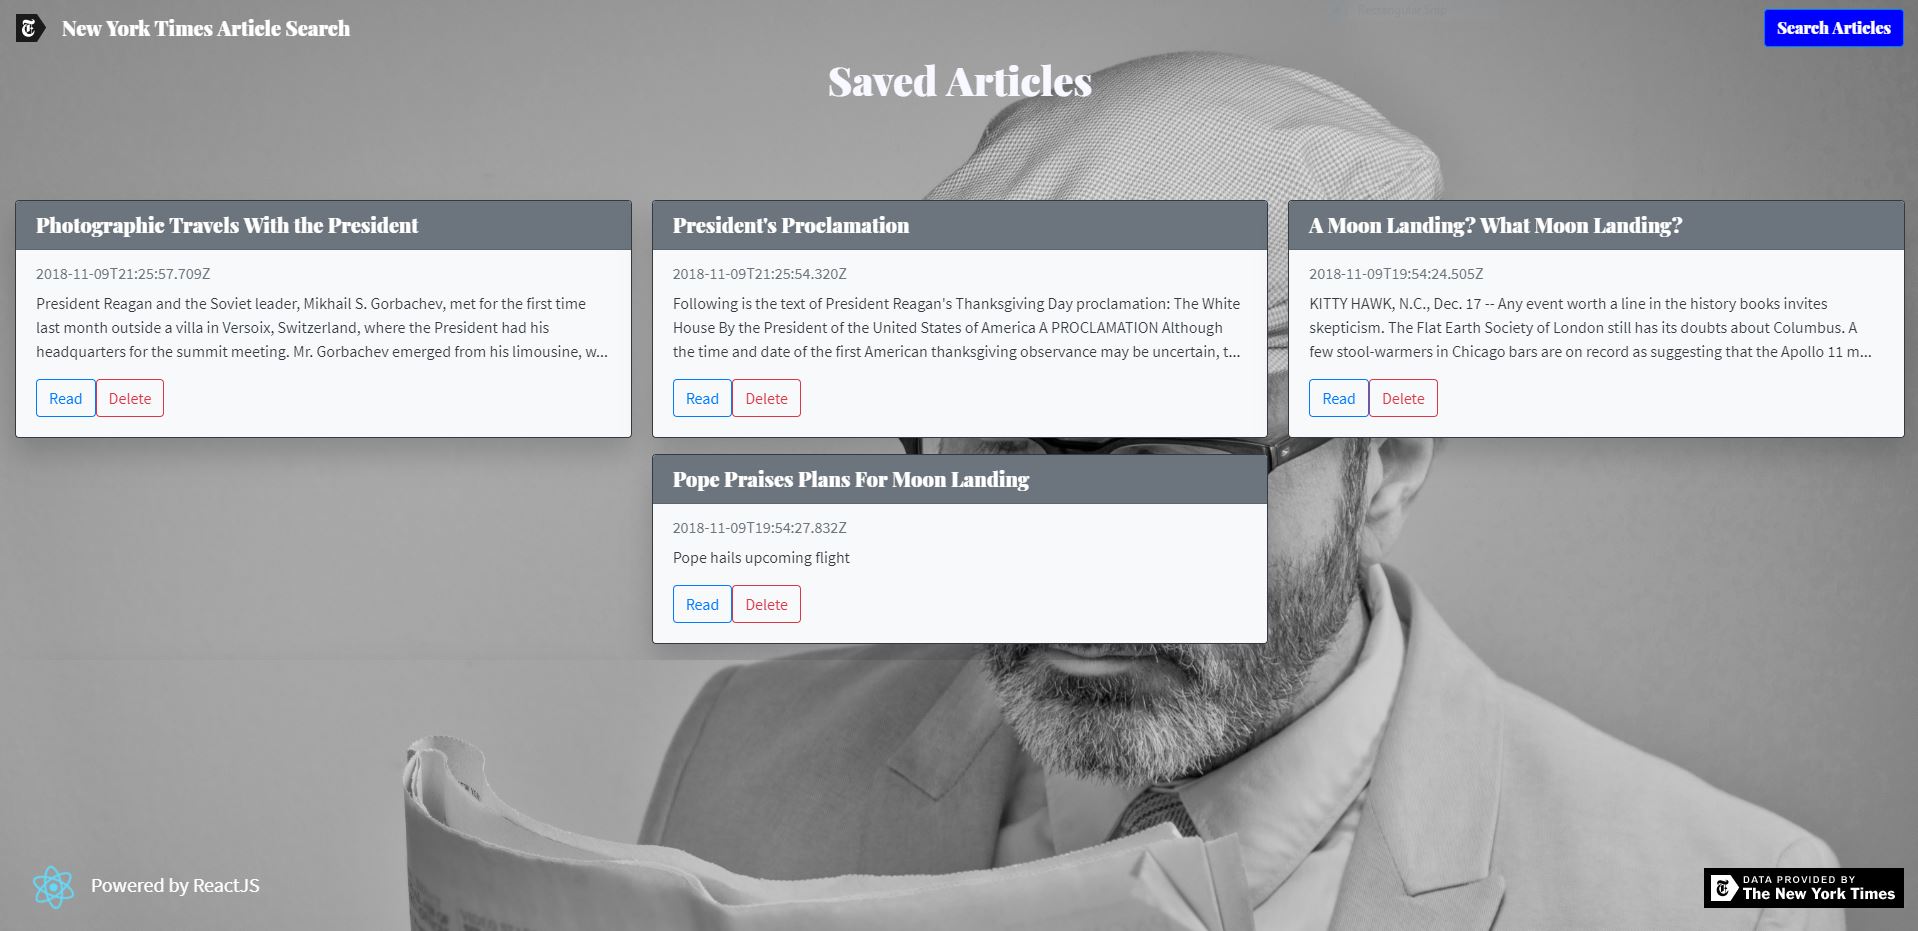 New York Times Article Search
Search Articles
Saved Articles
Photographic Travels With the President
2018-11-09T21:25:57.709Z
President Reagan and the Soviet leader, Mikhail S. Gorbachev, met for the first time
last month outside a villa in Versoix, Switzerland, where the President had his
headquarters for the summit meeting. Mr. Gorbachev emerged from his limousine, w...
Read Delete
President's Proclamation
2018-11-09T21:25:54.320Z
Following is the text of President Reagan's Thanksgiving Day proclamation: The White
House By the President of the United States of America A PROCLAMATION Although
the time and date of the first American thanksgiving observance may be uncertain, t...
Read Delete
A Moon Landing? What Moon Landing?
2018-11-09T19:54:24.505Z
KITTY HAWK, N.C., Dec. 17 -- Any event worth a line in the history books invites
skepticism. The Flat Earth Society of London still has its doubts about Columbus. A
few stool-warmers in Chicago bars are on record as suggesting that the Apollo 11 m...
Read Delete
Pope Praises Plans For Moon Landing
2018-11-09T19:54:27.832Z
Pope hails upcoming flight
Read Delete
Powered by ReactJS
DATA PROVIDED BY
The New York Times
Rectangular Snip